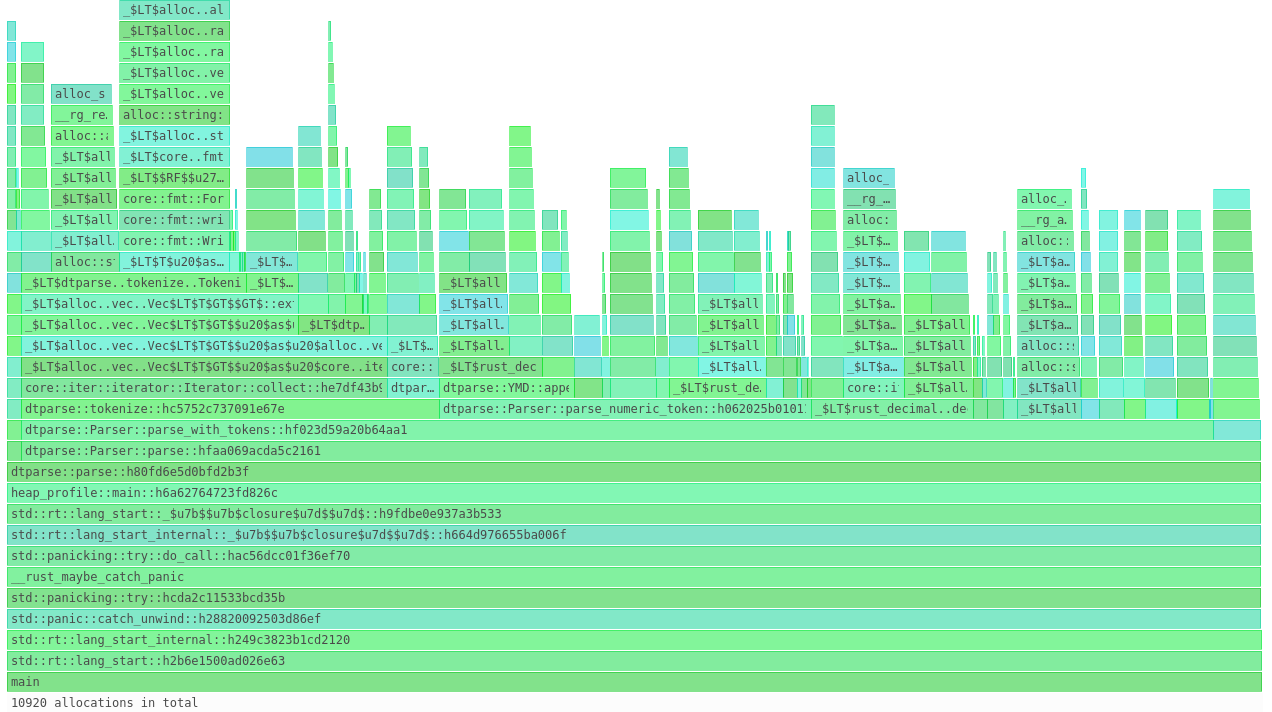 _$LT$alloc..al
_$LT$alloc..ra
_$LT$alloc..ra
_$LT$alloc..ve
alloc_s _$LT$alloc..ve
__rg_re. alloc::string:
alloc::a _$LT$alloc..st
_$LT$all _$LT$core..fmt
_$LT$all _$LT$$RF$$u27… alloc_.
_$LT$all core::fmt::For __rg_… alloc_.
_$LT$all core::fmt::wri alloc: __rg_a.
_$LT$all. core::fmt::Wri _$LT$… alloc::
alloc::s _$LT$T$u20$as… _$LT$… _$LT$… _$LT$a…
_$LT$dtparse..tokenize..Tokeni _$LT$… _$LT$all _$LT$… _$LT$a…
_$LT$alloc..vec..Vec$LT$T$GT$$GT$::ex _$LT$all. _$LT$all _$LT$a… _$LT$a…
_$LT$alloc..vec..Vec$LT$T$GT$$u20$as$u _$LT$dtp… _$LT$all… _$LT$all _$LT$a… _$LT$all _$LT$a…
_$LT$alloc..vec..Vec$LT$T$GT$$u20$as$u20$alloc..ve _$LT$… _$LT$all. _$LT$all _$LT$a… _$LT$all alloc::s
_$LT$alloc..vec..Vec$LT$T$GT$$u20$as$u20$core..ite core:: _$LT$rust_dec _$LT$all. _$LT$a… _$LT$all alloc::s
core::iter::iterator::Iterator::collect::he7df43b9 dtpar… dtparse::YMD::appe _$LT$rust_de. core::i _$LT$all. _$LT$all
dtparse::tokenize::hc5752c737091e67e dtparse::Parser::parse_numeric_token::h062025b01011 _$LT$rust_decimal..de _$LT$all
dtparse::Parser::parse_with_tokens::hf023d59a20b64aa1
dtparse::Parser::parse::hfaa069acda5c2161
dtparse::parse::h80fd6e5d0bfd2b3f
heap_profile::main::h6a62764723fd826c
std::rt::lang_start::_$u7b$$u7b$closure$u7d$$u7d$::h9fdbe0e937a3b533
std::rt::lang_start_internal::_$u7b$$u7b$closure$u7d$$u7d$::h664d976655ba006f
std::panicking::try::do_call::hac56dcc01f36ef70
__rust_maybe_catch_panic
std::panicking::try::hcda2c11533bcd35b
std::panic::catch_unwind::h28820092503d86ef
std::rt::lang_start_internal::h249c3823b1cd2120
std::rt::lang_start::h2b6e1500ad026e63
main
10920 allocations in total